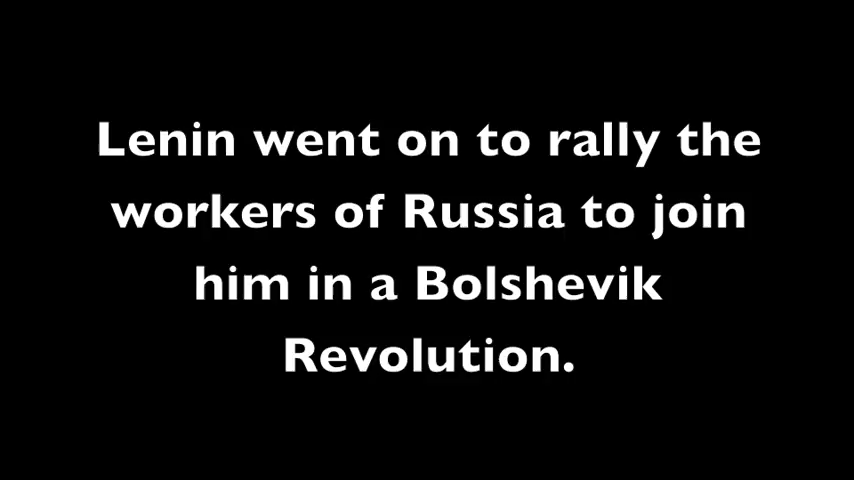 Lenin went on to rally the
workers of Russia to join
him in a Bolshevik
Revolution.